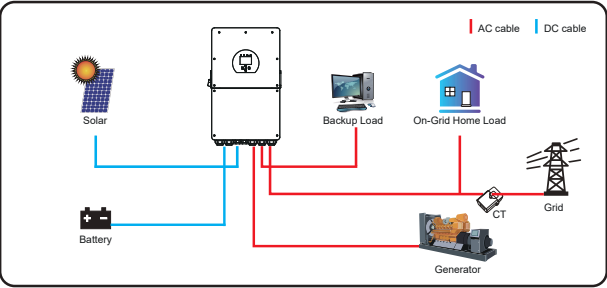 AC cable
DC cable
Solar
Backup Load
On-Grid Home Load
CT
Grid
Battery
Generator